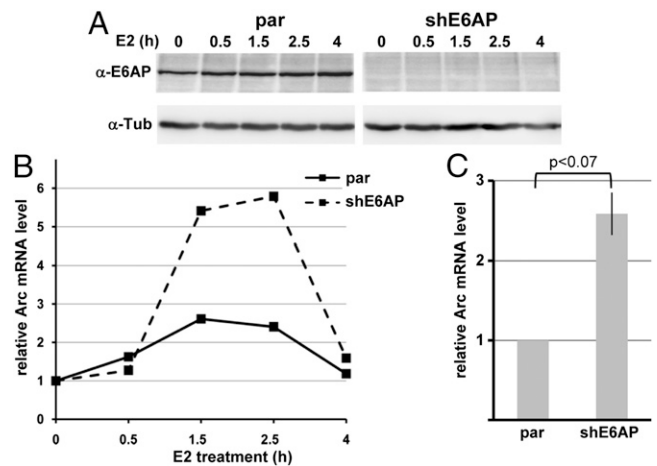 A
par
shE6AP
E2 (h)
0 0.5 1.5 2.5 4
0 0.5 1.5 2.5 4
α-E6AP
α-Tub
B
relative Arc mRNA level
6
5
4
3
2
1
0
par
shE6AP
0 0.5 1.5 2.5 4
E2 treatment (h)
C
p<0.07
relative Arc mRNA level
3
2
1
par shE6AP